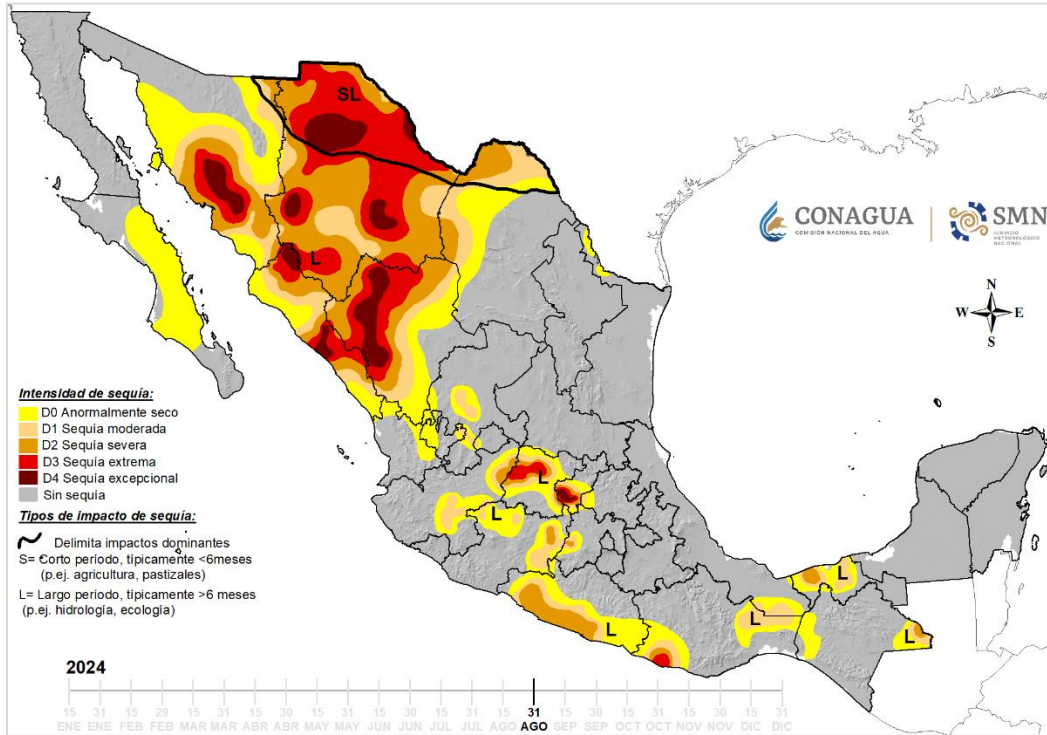 SL
L
CONAGUA
COMISIÓN NACIONAL DEL AGUA
SMN
SERVICIO
METEOROLÓGICO
NACIONAL
N
W E
S
Intensidad de sequía:
D0 Anormalmente seco
D1 Sequía moderada
D2 Sequía severa
D3 Sequía extrema
D4 Sequía excepcional
Sin sequía
Tipos de impacto de sequía:
Delimita impactos dominantes
S= Corto período, típicamente <6meses
(p.ej. agricultura, pastizales)
L= Largo período, típicamente >6 meses
(p.ej. hidrología, ecología)
L
L
L
L
L
L
2024
15 31 15 29 15 31 15 30 15 31 15 30 15 31 15 31 15 30 15 31 15 30 15 31
ENE ENE FEB FEB MAR MAR ABR ABR MAY MAY JUN JUN JUL JUL AGO AGO SEP SEP OCT OCT NOV NOV DIC DIC